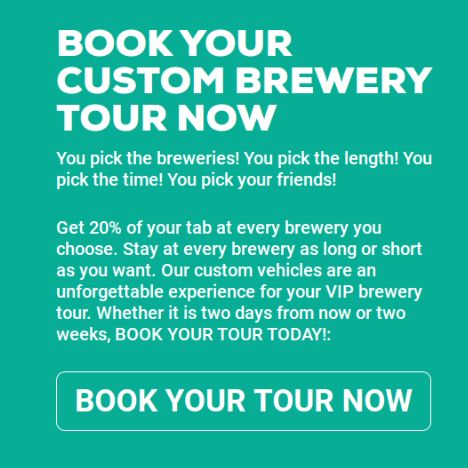 BOOK YOUR
CUSTOM BREWERY
TOUR NOW
You pick the breweries! You pick the length! You
pick the time! You pick your friends!
Get 20% of your tab at every brewery you
choose. Stay at every brewery as long or short
as you want. Our custom vehicles are an
unforgettable experience for your VIP brewery
tour. Whether it is two days from now or two
weeks, BOOK YOUR TOUR TODAY!:
BOOK YOUR TOUR NOW